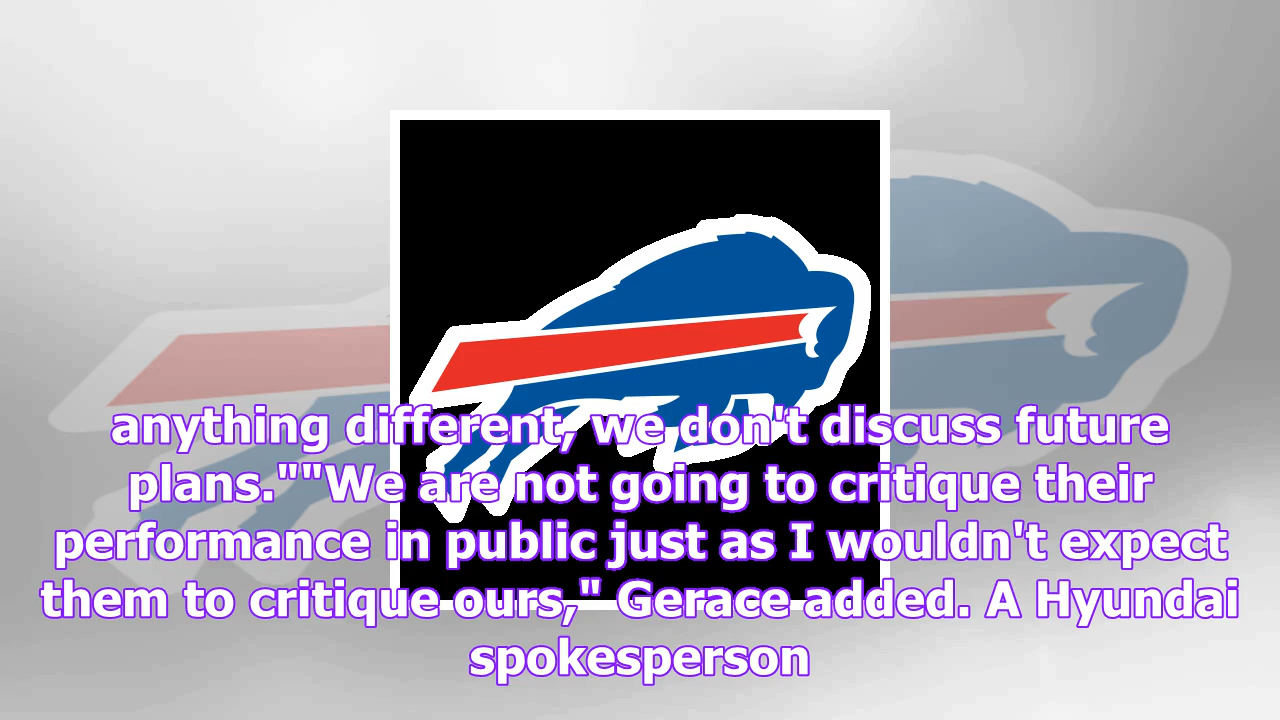 anything different, we don't discuss future
plans.""We are not going to critique their
performance in public just as I wouldn't expect
them to critique ours," Gerace added. A Hyundai
spokesperson